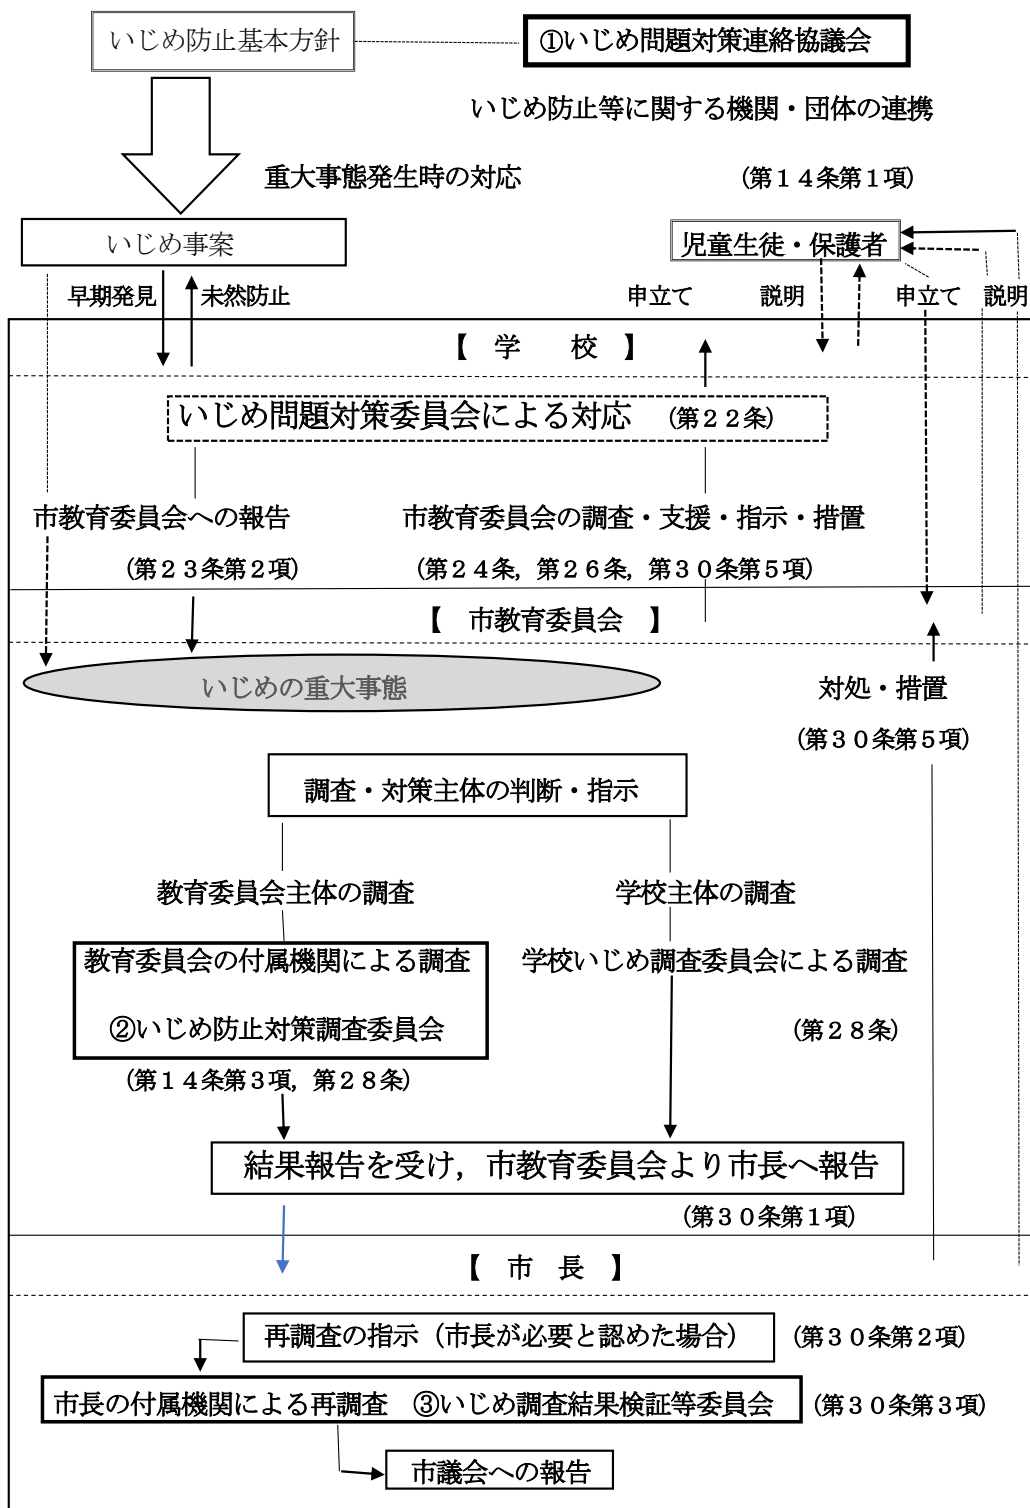 いじめ防止基本方針
①いじめ問題対策連絡協議会
いじめ防止等に関する機関・団体の連携
重大事態発生時の対応
(第14条第1項)
いじめ事案
児童生徒・保護者
早期発見
未然防止
申立て
説明
申立て
説明
【 学 校 】
いじめ問題対策委員会による対応 (第22条)
市教育委員会への報告
市教育委員会の調査・支援・指示・措置
(第23条第2項)
(第24条,第26条,第30条第5項)
【 市教育委員会 】
いじめの重大事態
対処・措置
(第30条第5項)
調査・対策主体の判断・指示
教育委員会主体の調査
学校主体の調査
教育委員会の付属機関による調査
学校いじめ調査委員会による調査
②いじめ防止対策調査委員会
(第28条)
(第14条第3項,第28条)
結果報告を受け,市教育委員会より市長へ報告
(第30条第1項)
【 市 長 】
再調査の指示(市長が必要と認めた場合) (第30条第2項)
市長の付属機関による再調査 ③いじめ調査結果検証等委員会 (第30条第3項)
市議会への報告